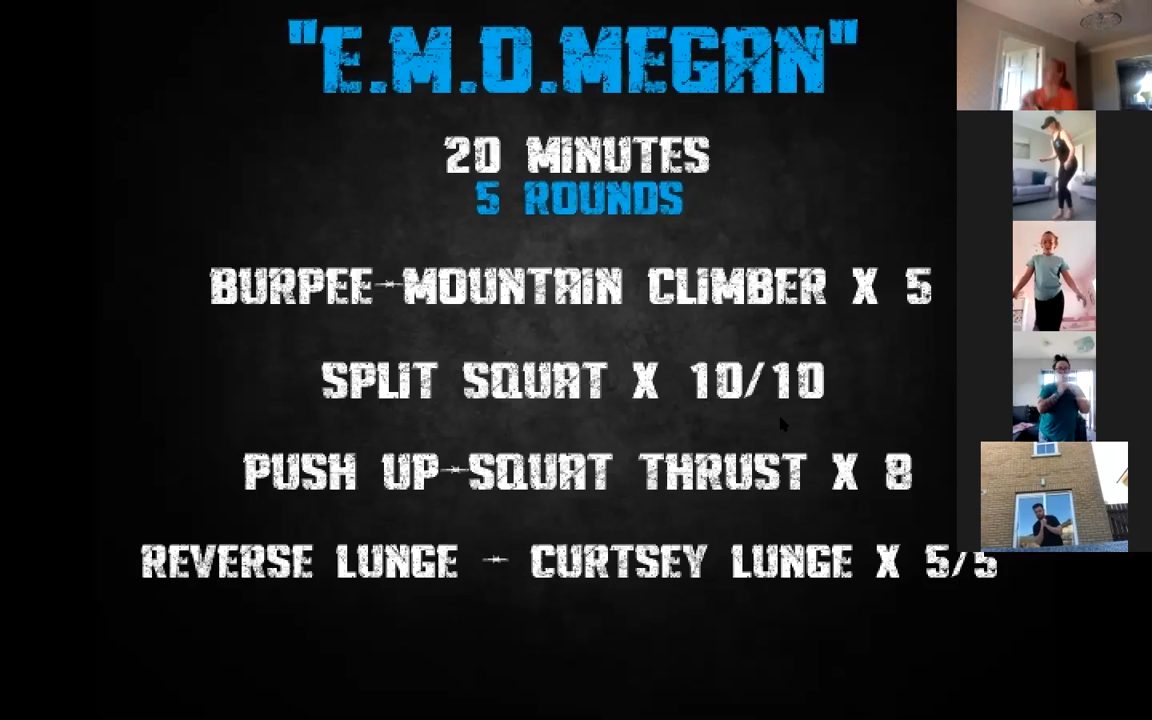 "E.M.O.MEGAN"
20 MINUTES
5 ROUNDS
BURPEE-MOUNTAIN CLIMBER X 5
SPLIT SQUAT X 10/10
PUSH UP-SQUAT THRUST X 8
REVERSE LUNGE - CURTSEY LUNGE X 5/5